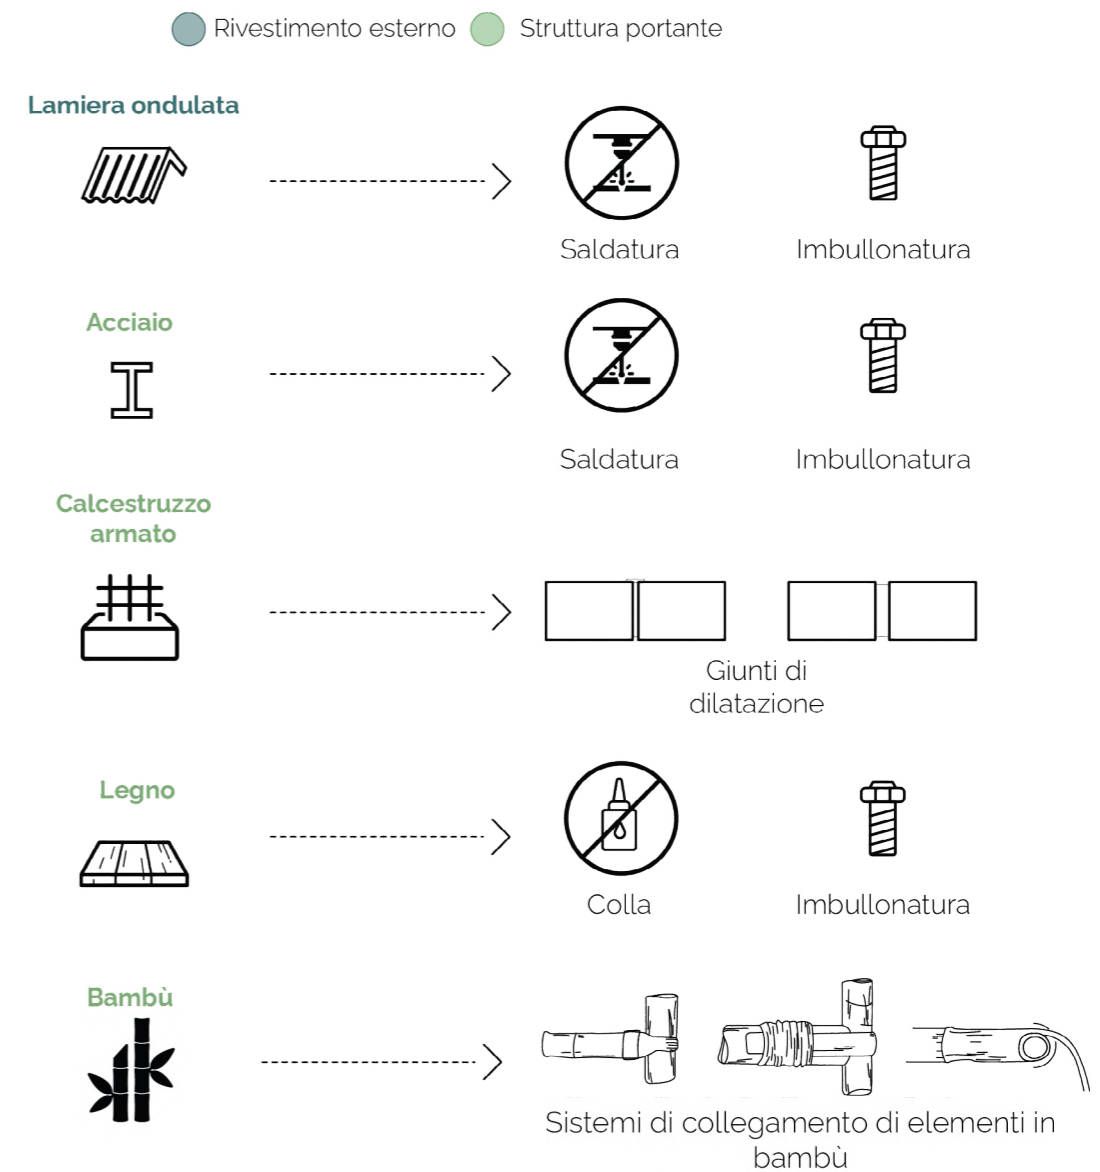 Rivestimento esterno
Struttura portante
Lamiera ondulata
Saldatura
Imbullonatura
Acciaio
Saldatura
Imbullonatura
Calcestruzzo
armato
Giunti di
dilatazione
Legno
Colla
Imbullonatura
Bambù
Sistemi di collegamento di elementi in
bambù